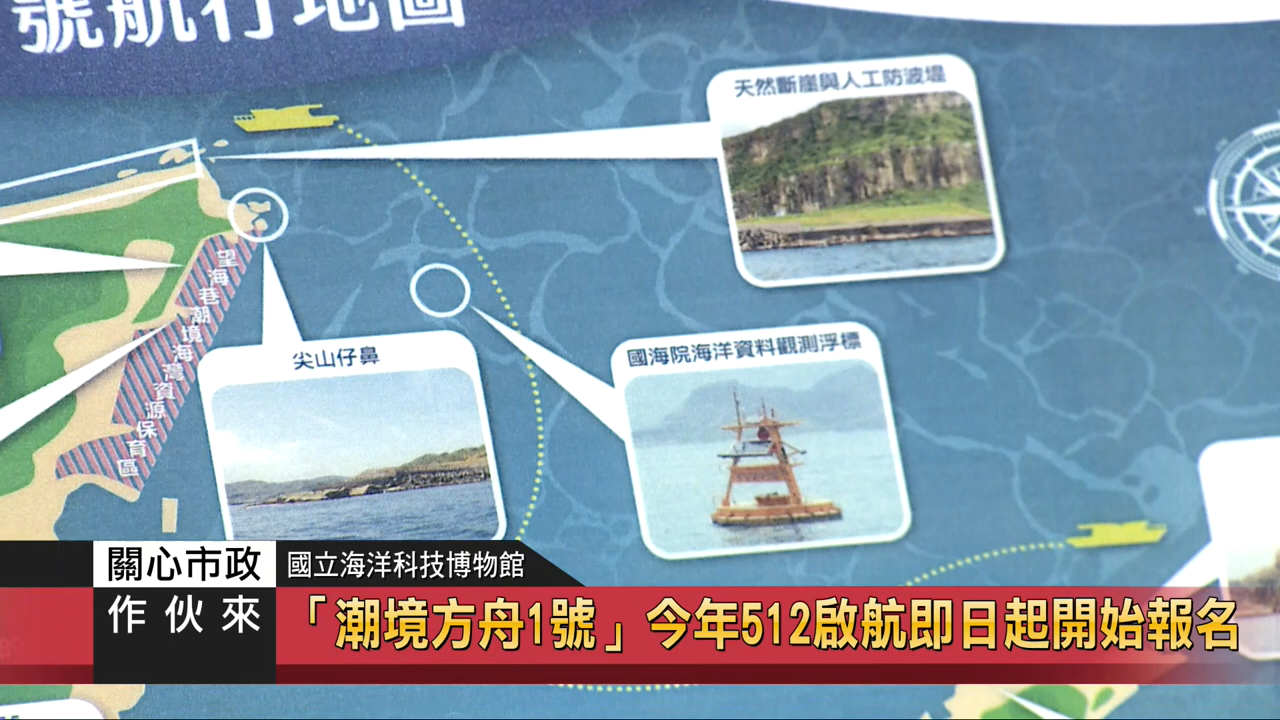 號航行地圖
天然斷崖與人工防波堤
望海巷潮境海灣資源保育區
尖山仔鼻
國海院海洋資料觀測浮標
關心市政
國立海洋科技博物館
作伙來
「潮境方舟1號」今年512啟航即日起開始報名